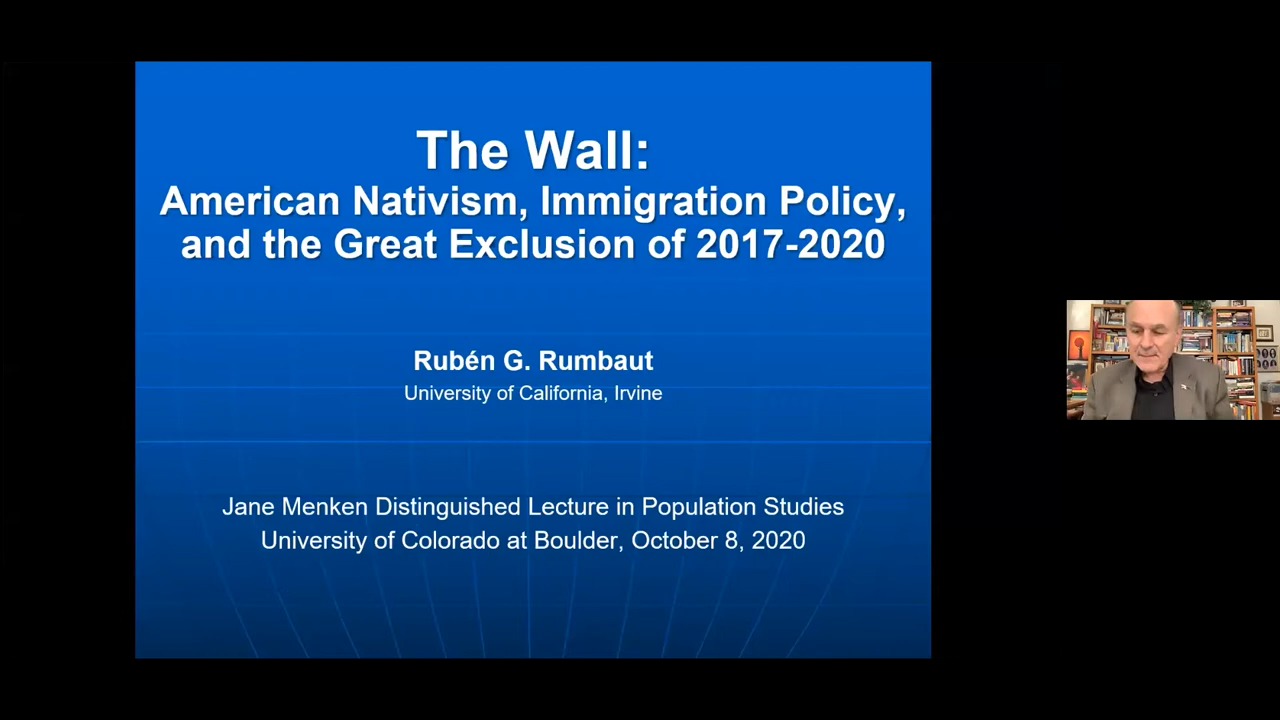 The Wall:
American Nativism, Immigration Policy,
and the Great Exclusion of 2017-2020
Rubén G. Rumbaut
University of California, Irvine
Jane Menken Distinguished Lecture in Population Studies
University of Colorado at Boulder, October 8, 2020